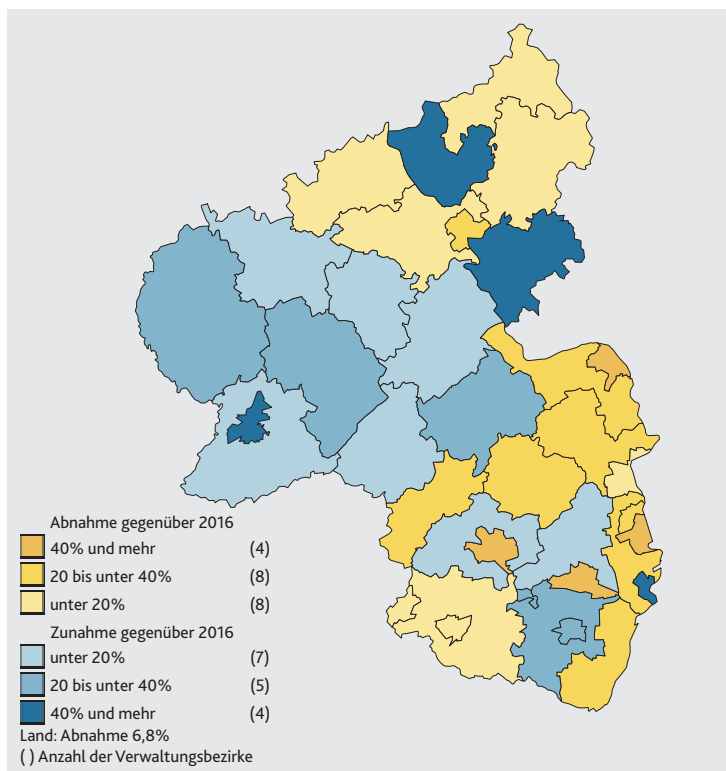 Abnahme gegenüber 2016
40% und mehr (4)
20 bis unter 40% (8)
unter 20% (8)
Zunahme gegenüber 2016
unter 20% (7)
20 bis unter 40% (5)
40% und mehr (4)
Land: Abnahme 6,8%
( ) Anzahl der Verwaltungsbezirke